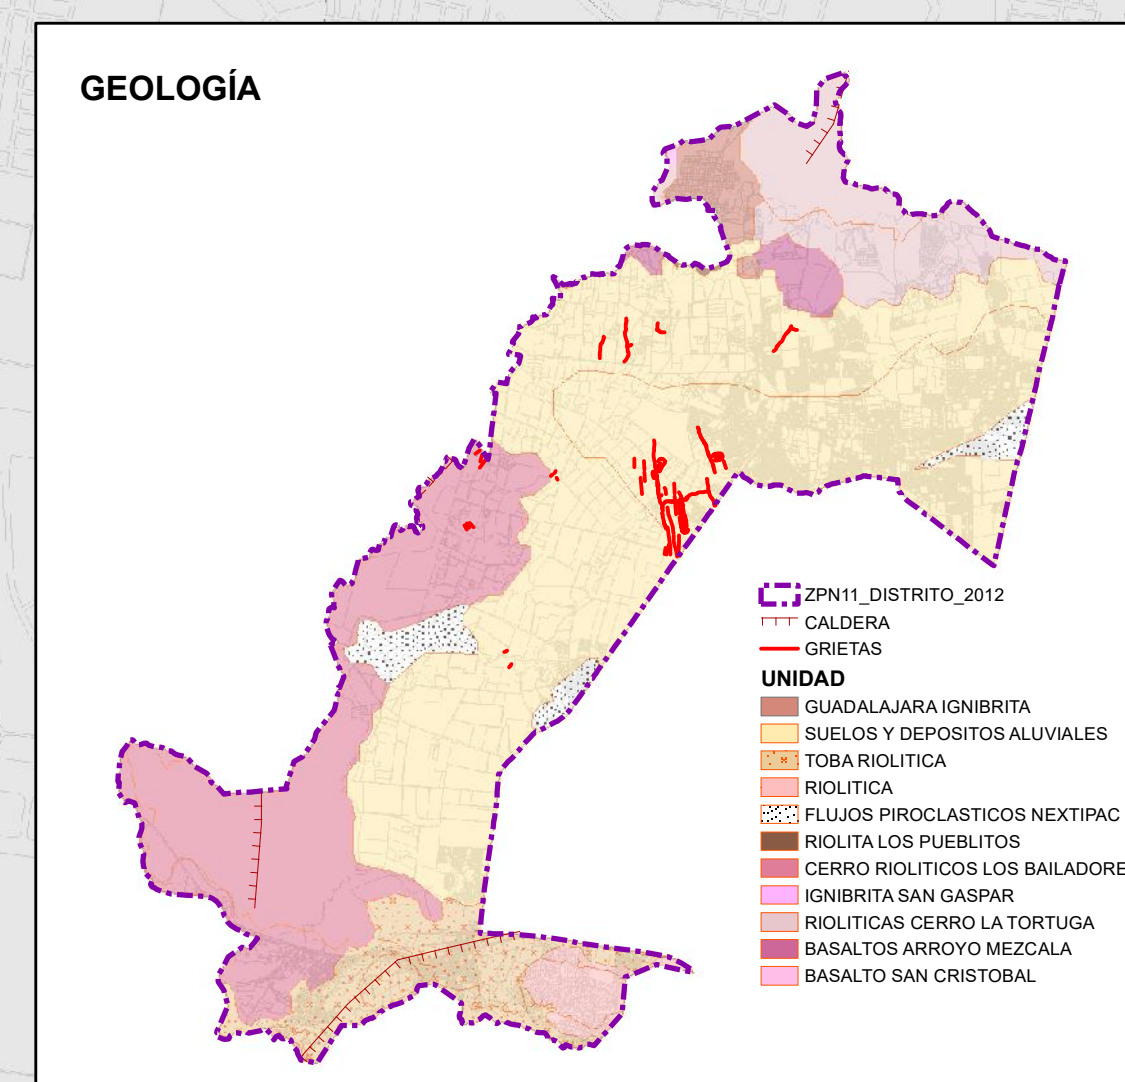 GEOLOGÍA
ZPN11_DISTRITO_2012
CALDERA
GRIETAS
UNIDAD
GUADALAJARA IGNIBRITA
SUELOS Y DEPOSITOS ALUVIALES
TOBA RIOLITICA
RIOLITICA
FLUJOS PIROCLASTICOS NEXTIPAC
RIOLITA LOS PUEBLITOS
CERRO RIOLITICOS LOS BAILADORE
IGNIBRITA SAN GASPAR
RIOLITICAS CERRO LA TORTUGA
BASALTOS ARROYO MEZCALA
BASALTO SAN CRISTOBAL